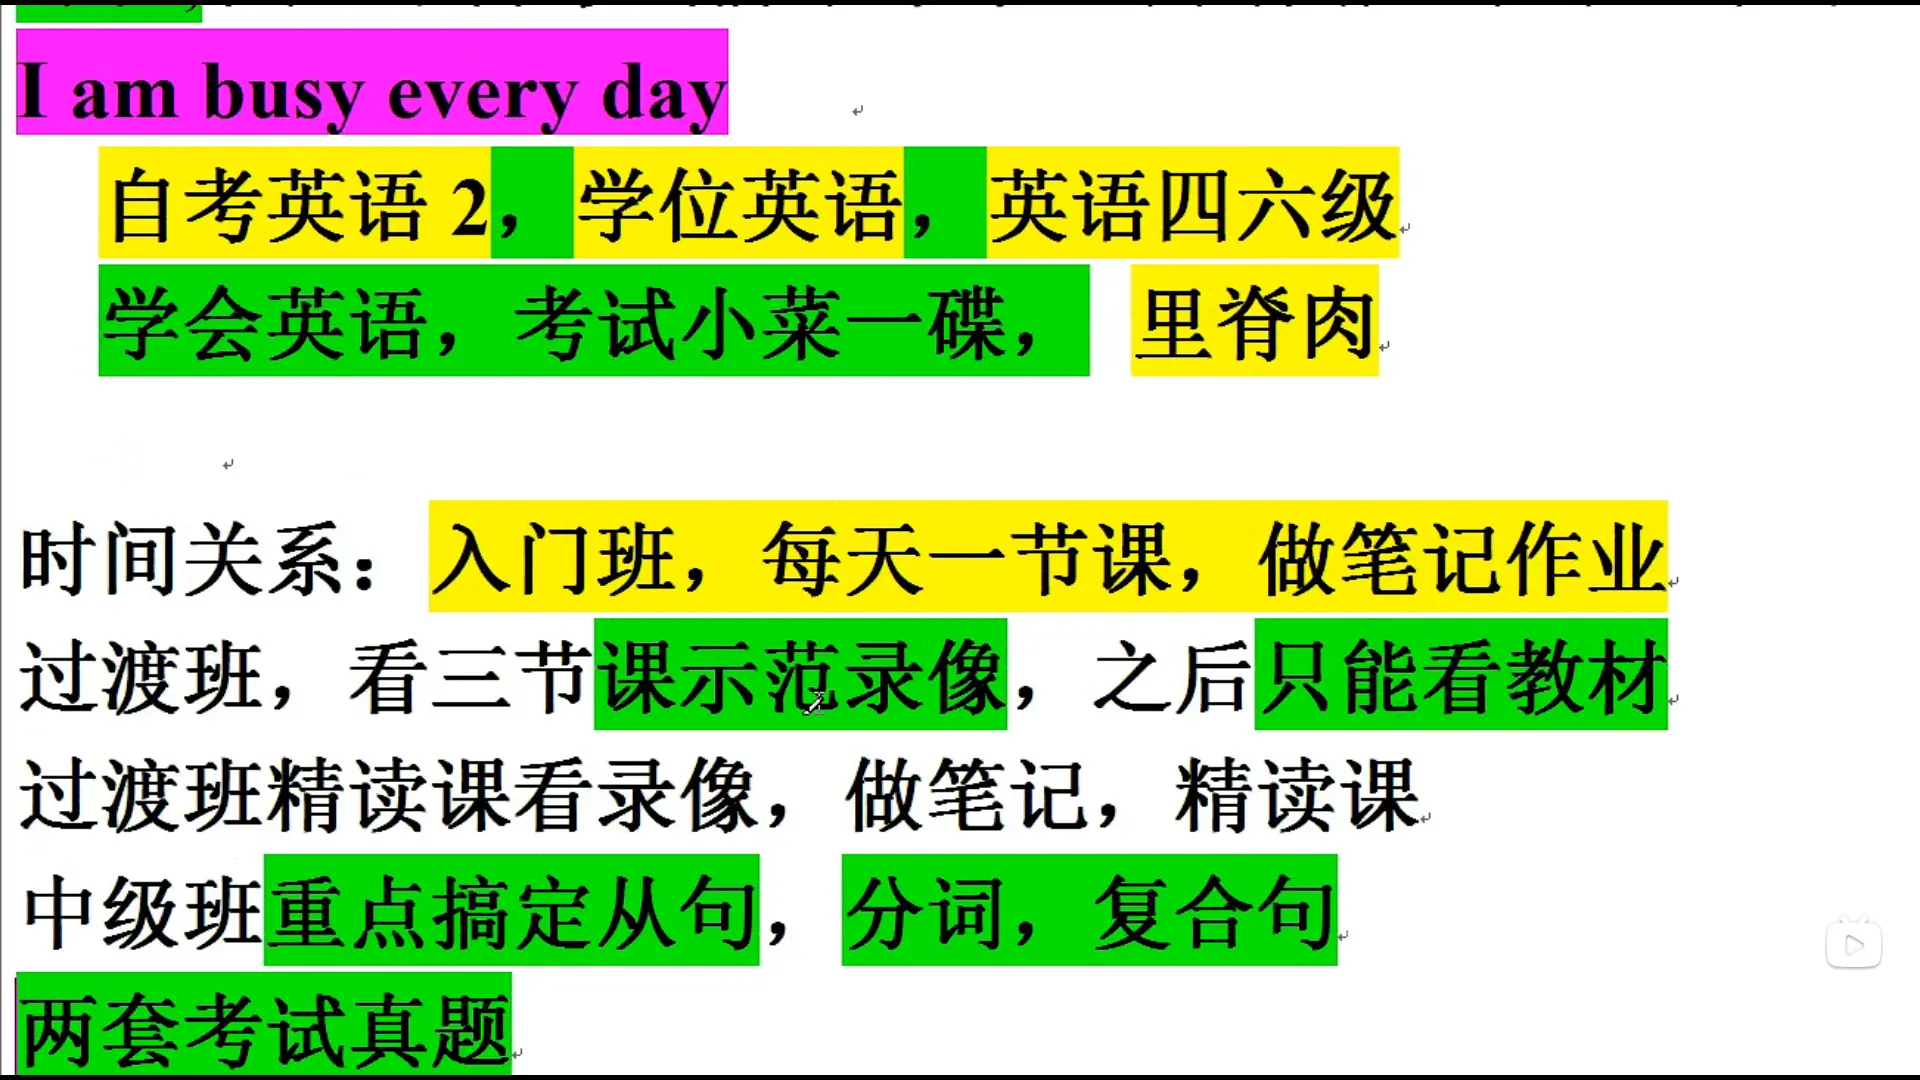 I am busy every day
自考英语 2，学位英语，英语四六级
学会英语，考试小菜一碟， 里脊肉
时间关系：入门班，每天一节课，做笔记作业
过渡班，看三节课示范录像，之后只能看教材
过渡班精读课看录像，做笔记，精读课
中级班重点搞定从句，分词，复合句
两套考试真题